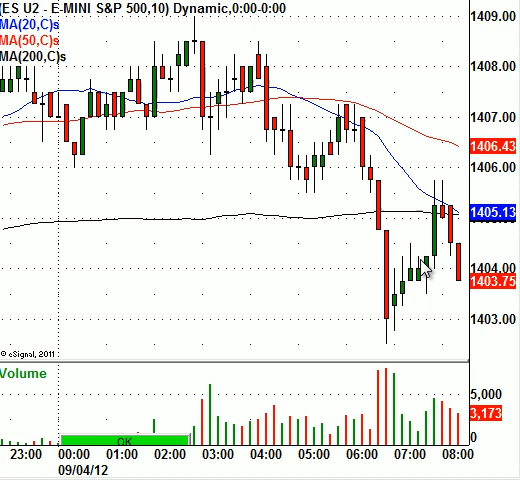 (ES U2 - E-MINI S&P 500,10) Dynamic,0:00-0:00
MA(20,C)s
MA(50,C)s
MA(200,C)s
1409.00
1408.00
1407.00
1406.43
1406.00
1405.13
1404.00
1403.75
1403.00
© eSignal, 2011
Volume
5,000
3,173
0
OK
23:00 00:00 01:00 02:00 03:00 04:00 05:00 06:00 07:00 08:00
09/04/12